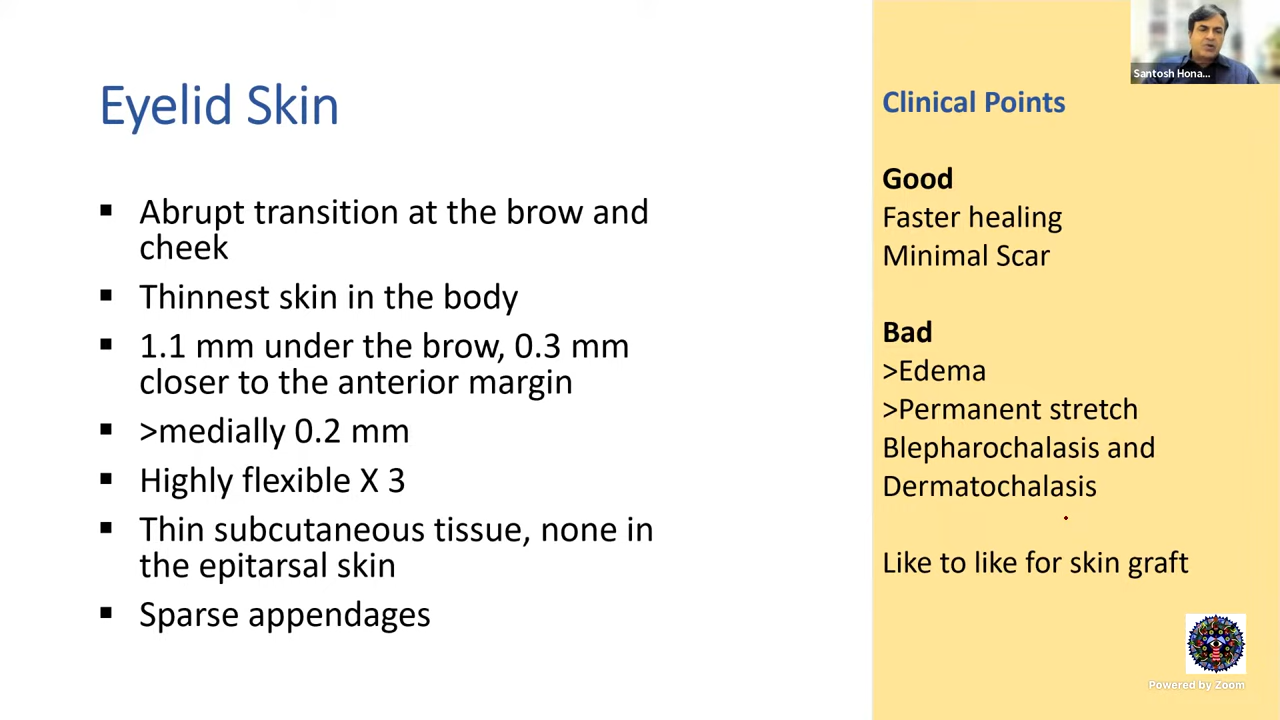 Eyelid Skin
Abrupt transition at the brow and
cheek
Thinnest skin in the body
1.1 mm under the brow, 0.3 mm
closer to the anterior margin
>medially 0.2 mm
Highly flexible X 3
Thin subcutaneous tissue, none in
the epitarsal skin
Sparse appendages
Santosh Hona...
Clinical Points
Good
Faster healing
Minimal Scar
Bad
>Edema
>Permanent stretch
Blepharochalasis and
Dermatochalasis
Like to like for skin graft
Powered by Zoom